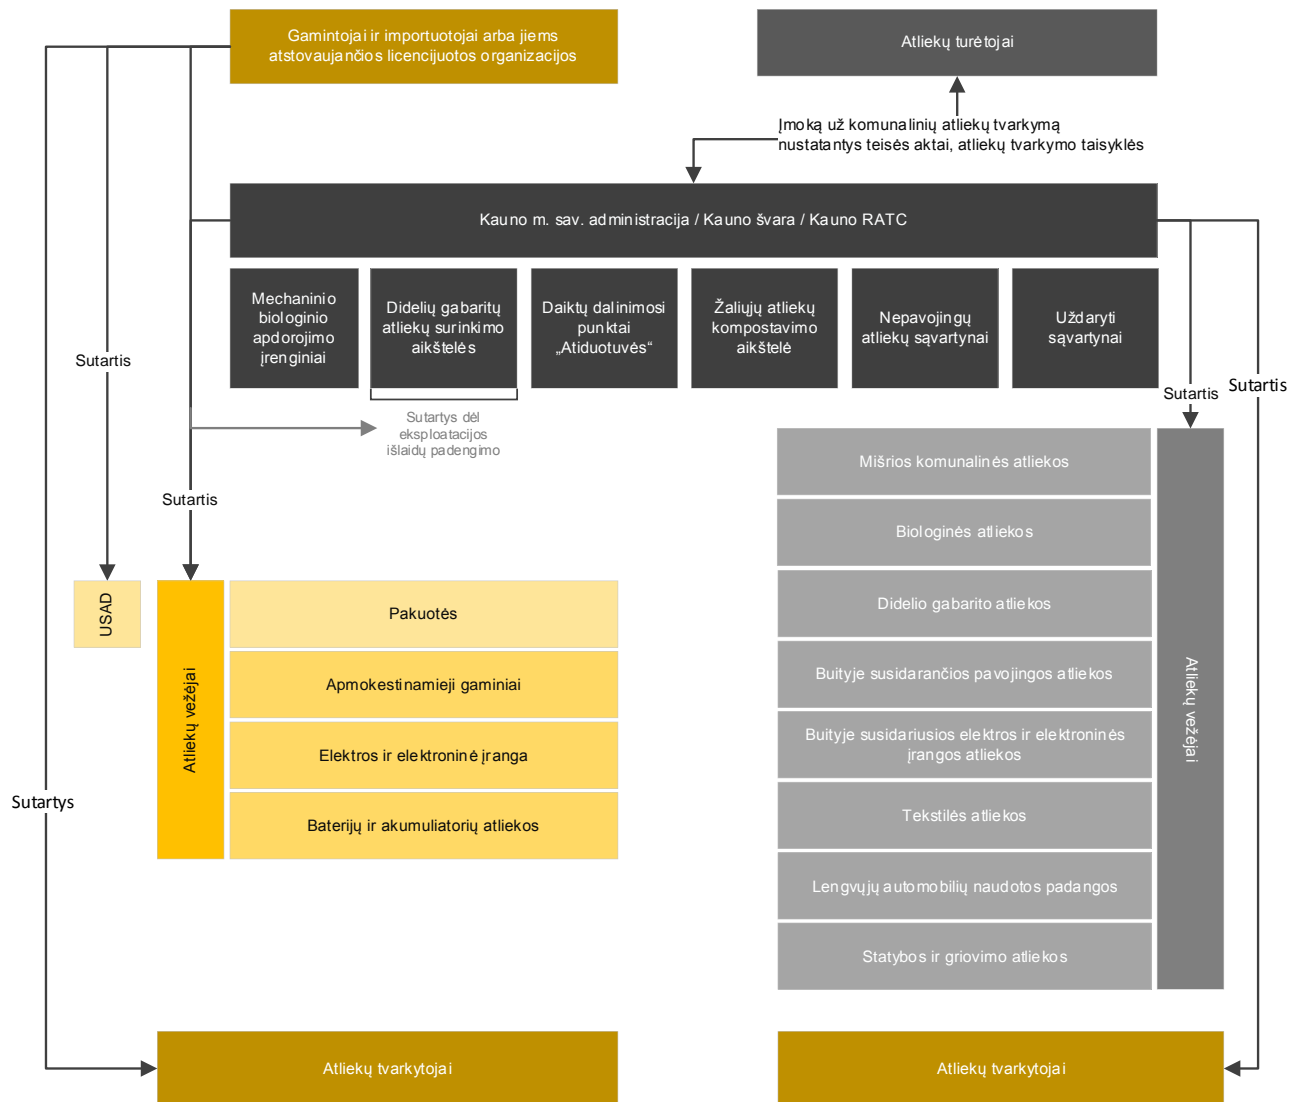 Gamintojai ir importuotojai arba jiems
atstovaujančios licencijuotos organizacijos
Atliekų turėtojai
Įmoką už komunalinių atliekų tvarkymą
nustatantys teisės aktai, atliekų tvarkymo taisyklės
Kauno m. sav. administracija / Kauno švara / Kauno RATC
Mechaninio
biologinio
apdorojimo
įrenginiai
Didelių gabaritų
atliekų surinkimo
aikštelės
Daiktų dalinimosi
punktai
„Atiduotuvės“
Žaliųjų atliekų
kompostavimo
aikštelė
Nepavojingų
atliekų sąvartynai
Uždaryti
sąvartynai
Sutartis
Sutartis
Sutartis
Sutartys dėl
eksploatacijos
išlaidų padengimo
Sutartis
Mišrios komunalinės atliekos
Biologinės atliekos
Didelio gabarito atliekos
Buityje susidarančios pavojingos atliekos
Buityje susidariusios elektros ir elektroninės
įrangos atliekos
Tekstilės atliekos
Lengvųjų automobilių naudotos padangos
Statybos ir griovimo atliekos
Atliekų vežėjai
USAD
Atliekų vežėjai
Pakuotės
Apmokestinamieji gaminiai
Elektros ir elektroninė įranga
Baterijų ir akumuliatorių atliekos
Sutartys
Atliekų tvarkytojai
Atliekų tvarkytojai